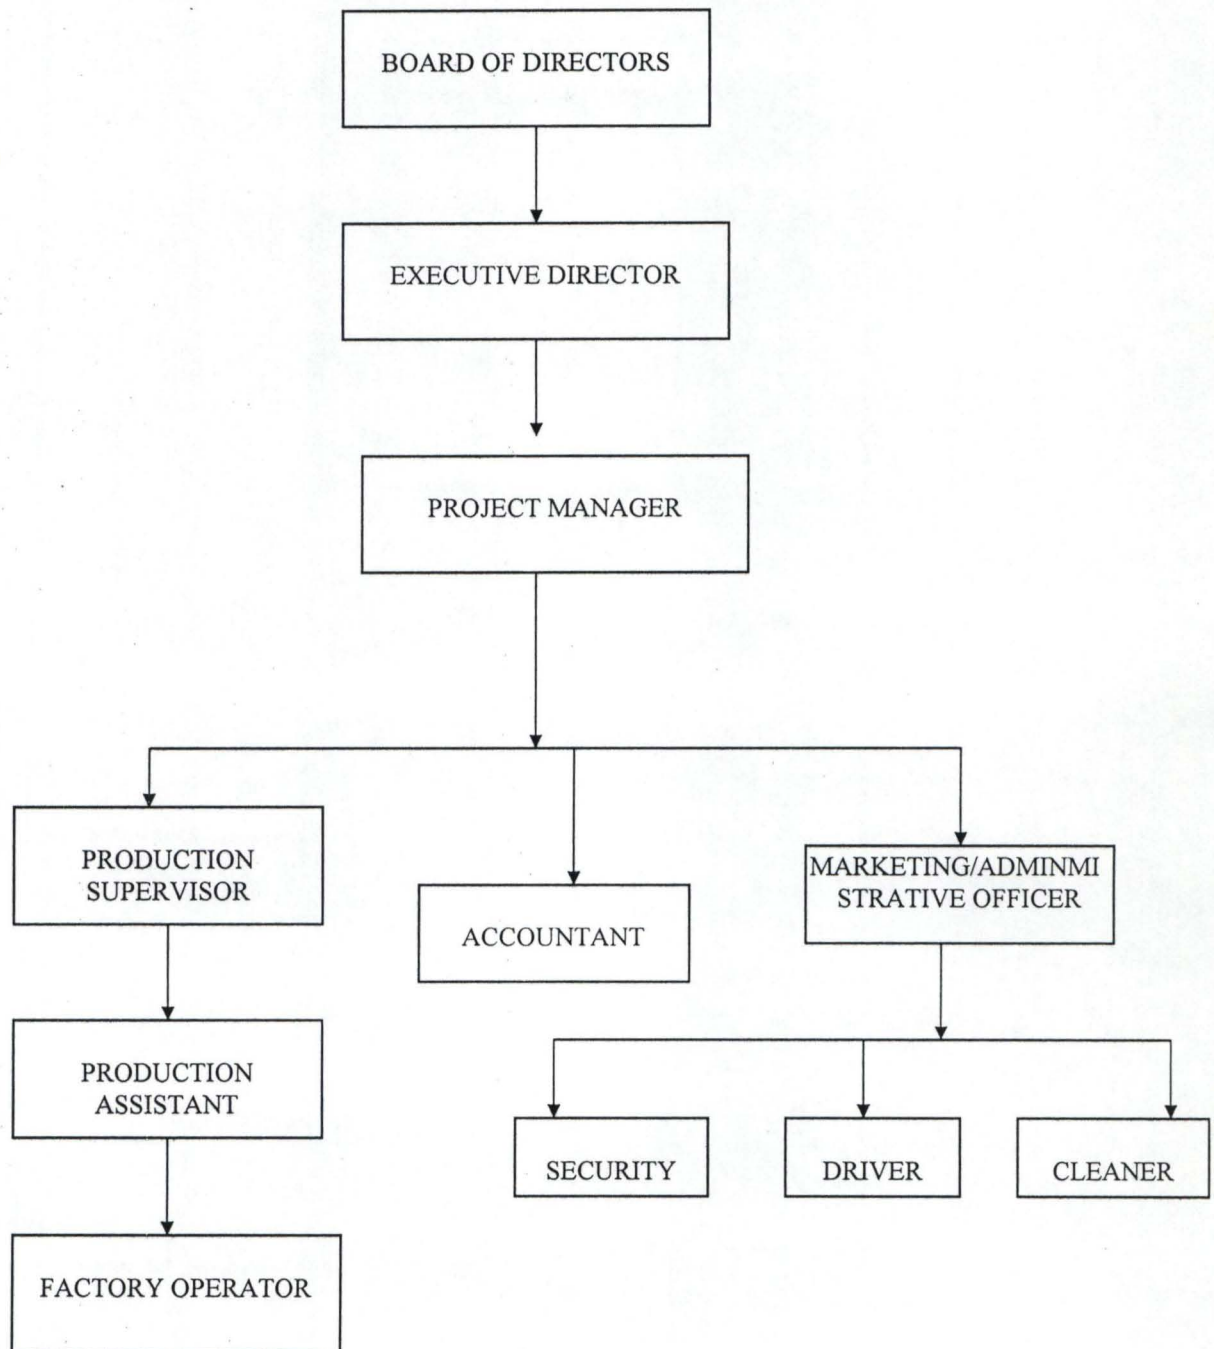 BOARD OF DIRECTORS
EXECUTIVE DIRECTOR
PROJECT MANAGER
PRODUCTION
SUPERVISOR
ACCOUNTANT
MARKETING/ADMINMI
STRATIVE OFFICER
PRODUCTION
ASSISTANT
SECURITY
DRIVER
CLEANER
FACTORY OPERATOR